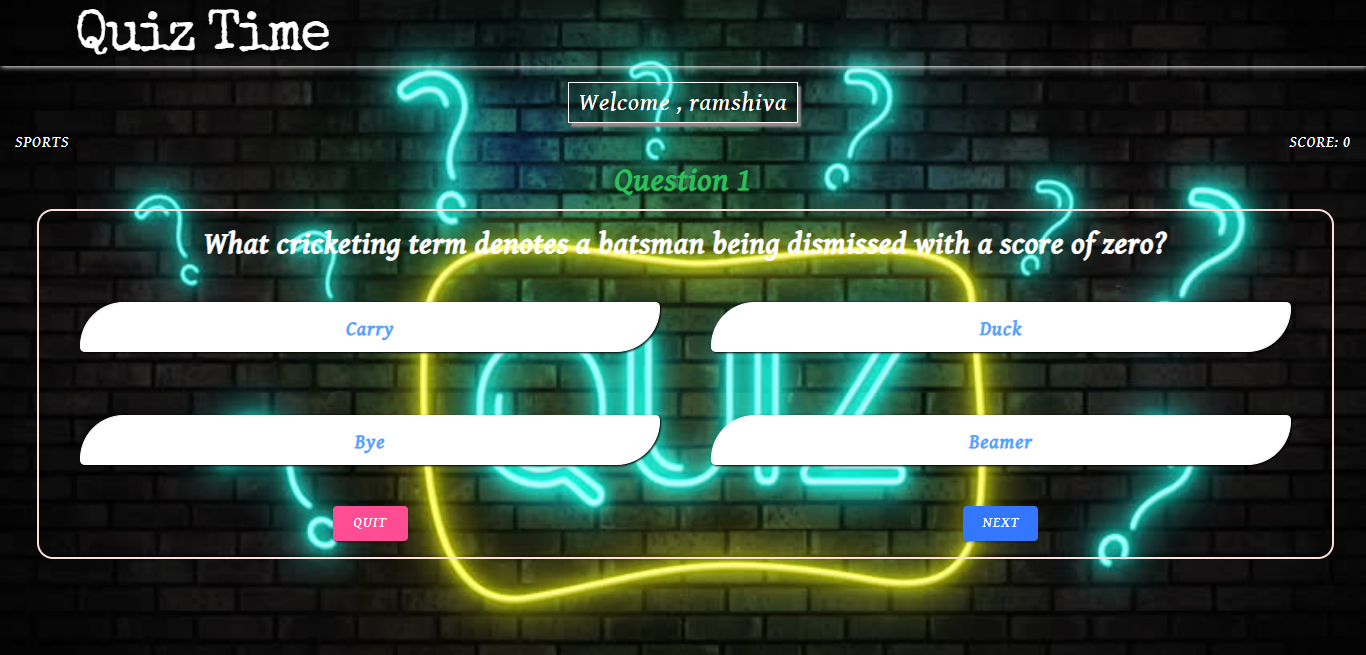 Quiz Time
Welcome , ramshiva
SPORTS
SCORE: 0
Question 1
What cricketing term denotes a batsman being dismissed with a score of zero?
Carry
Duck
QUIZ
Bye
Beamer
QUIT
NEXT